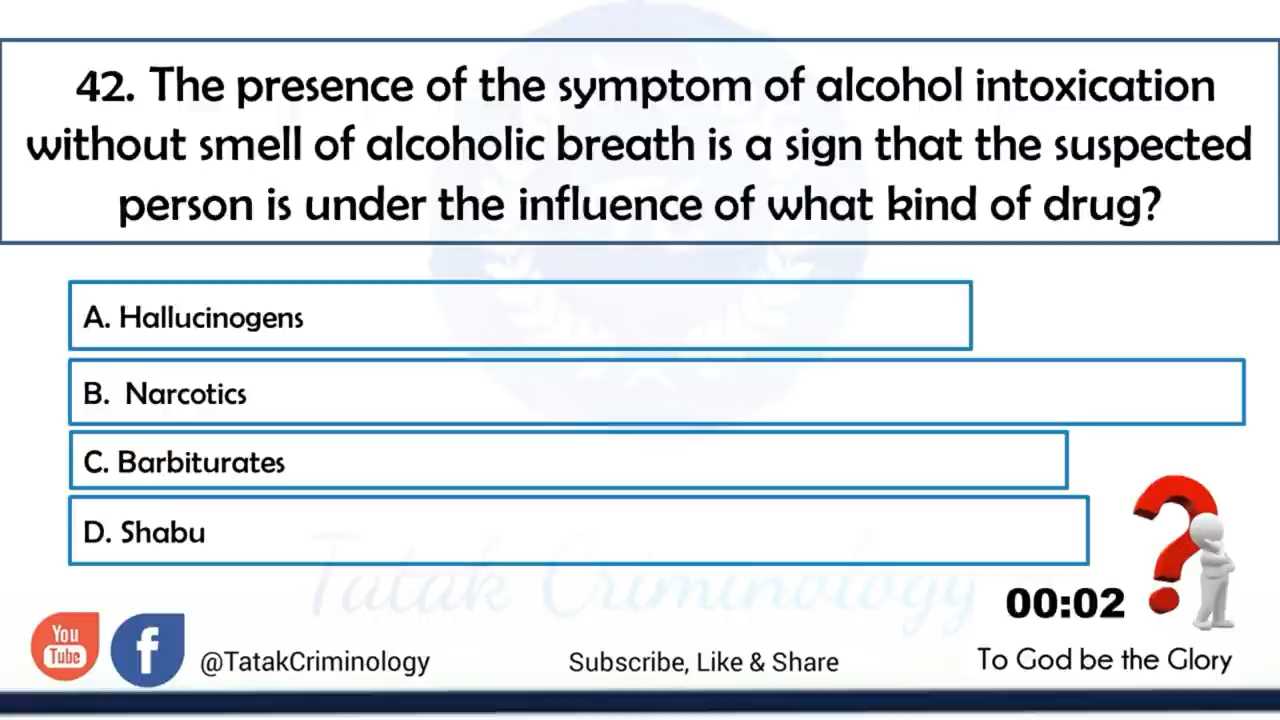 42. The presence of the symptom of alcohol intoxication
without smell of alcoholic breath is a sign that the suspected
person is under the influence of what kind of drug?
A. Hallucinogens
B. Narcotics
C. Barbiturates
D. Shabu
Tatak Criminology
00:02
You
Tube
f
@TatakCriminology
Subscribe, Like & Share
To God be the Glory